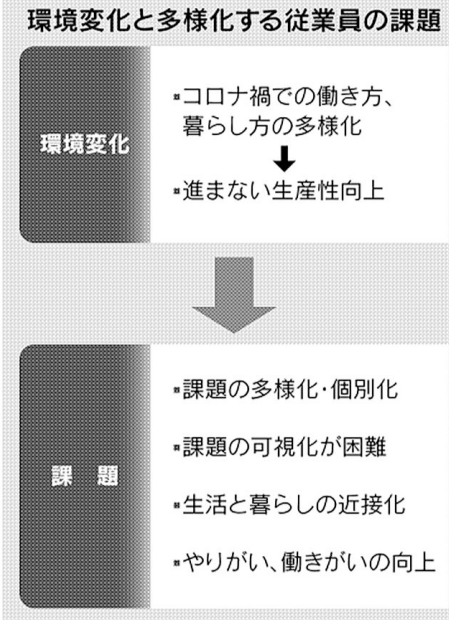 環境変化と多様化する従業員の課題
環境変化
▪コロナ禍での働き方、
暮らし方の多様化
↓
▪進まない生産性向上
課　題
▪課題の多様化・個別化
▪課題の可視化が困難
▪生活と暮らしの近接化
▪やりがい、働きがいの向上